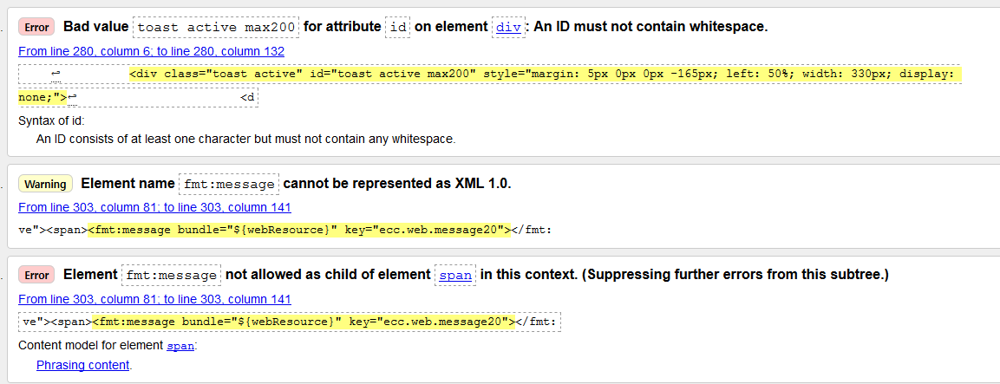 Error Bad value toast active max200 for attribute id on element div: An ID must not contain whitespace.
From line 280, column 6; to line 280, column 132
↩ <div class="toast active" id="toast active max200" style="margin: 5px 0px 0px -165px; left: 50%; width: 330px; display:
none;">↩ <d
Syntax of id:
An ID consists of at least one character but must not contain any whitespace.
Warning Element name fmt:message cannot be represented as XML 1.0.
From line 303, column 81; to line 303, column 141
ve"><span><fmt:message bundle="${webResource}" key="ecc.web.message20"></fmt:
Error Element fmt:message not allowed as child of element span in this context. (Suppressing further errors from this subtree.)
From line 303, column 81; to line 303, column 141
ve"><span><fmt:message bundle="${webResource}" key="ecc.web.message20"></fmt:
Content model for element span:
Phrasing content.